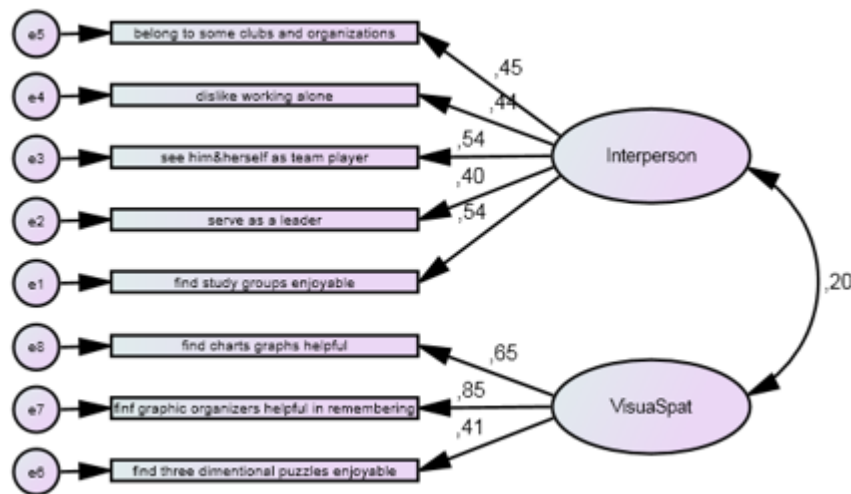 e5
belong to some clubs and organizations
,45
e4
dislike working alone
,44
e3
see him&herself as team player
,54
Interperson
e2
serve as a leader
,40
e1
find study groups enjoyable
,54
,20
e8
find charts graphs helpful
,65
e7
finf graphic organizers helpful in remembering
,85
VisuaSpat
e6
find three dimentional puzzles enjoyable
,41